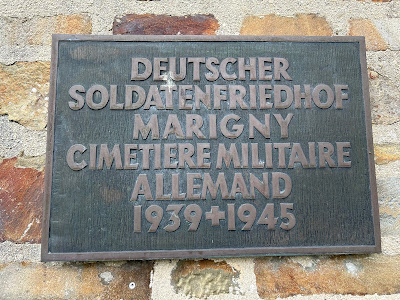 DEUTSCHER
SOLDATENFRIEDHOF
MARIGNY
CIMETIERE MILITAIRE
ALLEMAND
1939+1945